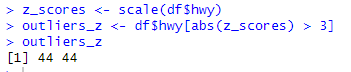 > z_scores <- scale(df$hwy)
> outliers_z <- df$hwy[abs(z_scores) > 3]
> outliers_z
[1] 44 44